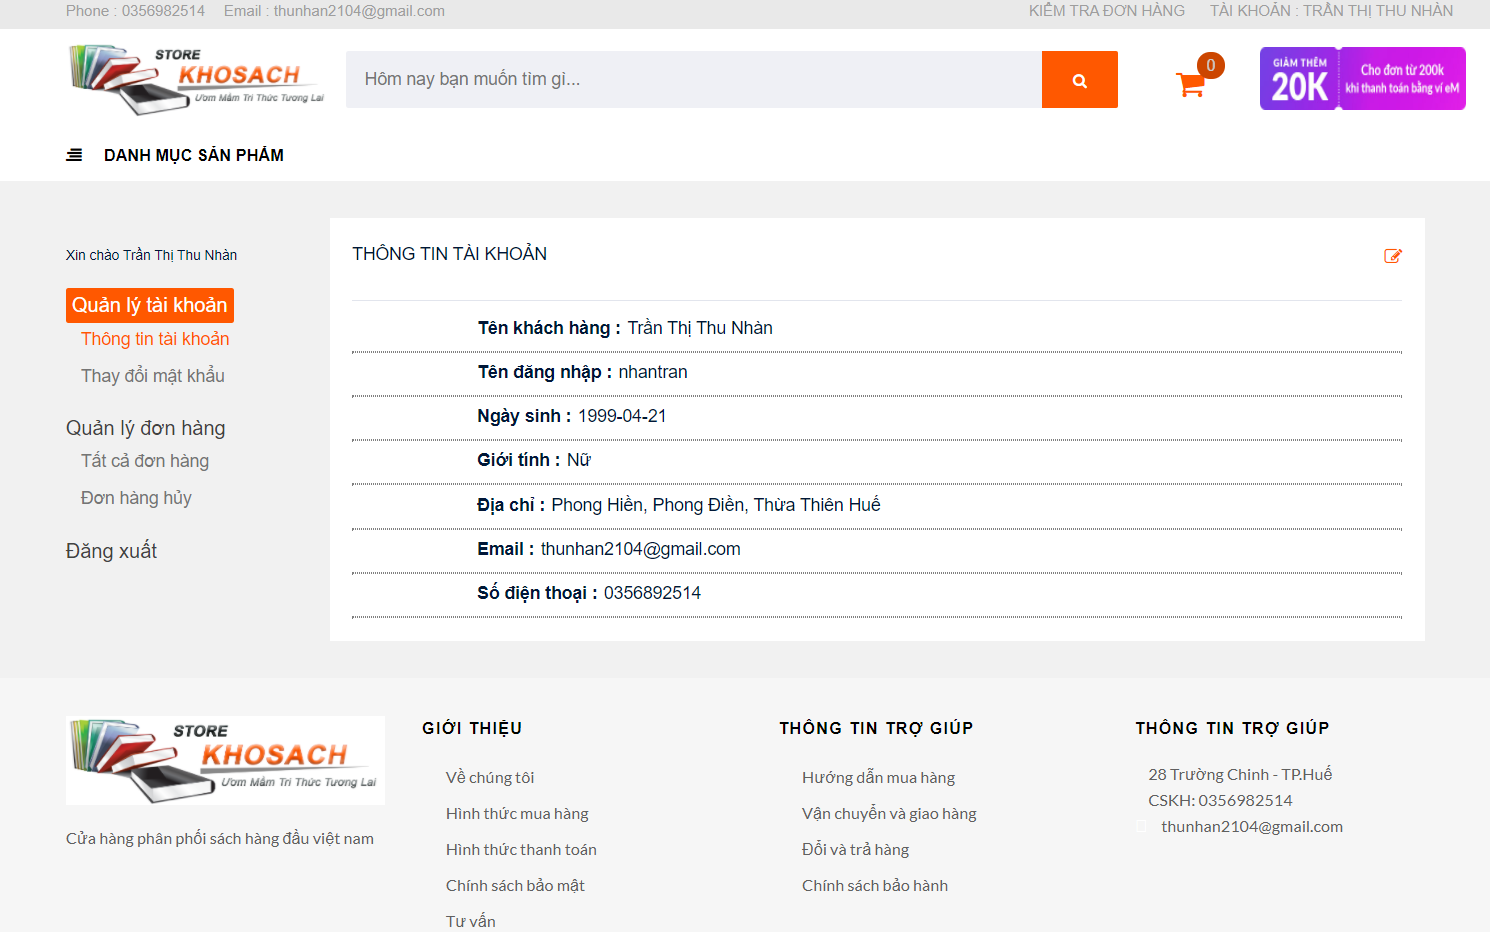 Phone : 0356982514 Email : thunhan2104@gmail.com KIỂM TRA ĐƠN HÀNG TÀI KHOẢN : TRẦN THỊ THU NHÀN
STORE
KHOSACH
Ươm Mầm Tri Thức Tương Lai
Hôm nay bạn muốn tìm gì...
0
GIẢM THÊM
20K
Cho đơn từ 200k
khi thanh toán bằng ví eM
DANH MỤC SẢN PHẨM
Xin chào Trần Thị Thu Nhàn
Quản lý tài khoản
Thông tin tài khoản
Thay đổi mật khẩu
Quản lý đơn hàng
Tất cả đơn hàng
Đơn hàng hủy
Đăng xuất
THÔNG TIN TÀI KHOẢN
Tên khách hàng : Trần Thị Thu Nhàn
Tên đăng nhập : nhantran
Ngày sinh : 1999-04-21
Giới tính : Nữ
Địa chỉ : Phong Hiền, Phong Điền, Thừa Thiên Huế
Email : thunhan2104@gmail.com
Số điện thoại : 0356892514
STORE
KHOSACH
Ươm Mầm Tri Thức Tương Lai
Cửa hàng phân phối sách hàng đầu việt nam
GIỚI THIỆU
Về chúng tôi
Hình thức mua hàng
Hình thức thanh toán
Chính sách bảo mật
Tư vấn
THÔNG TIN TRỢ GIÚP
Hướng dẫn mua hàng
Vận chuyển và giao hàng
Đổi và trả hàng
Chính sách bảo hành
THÔNG TIN TRỢ GIÚP
28 Trường Chinh - TP.Huế
CSKH: 0356982514
thunhan2104@gmail.com